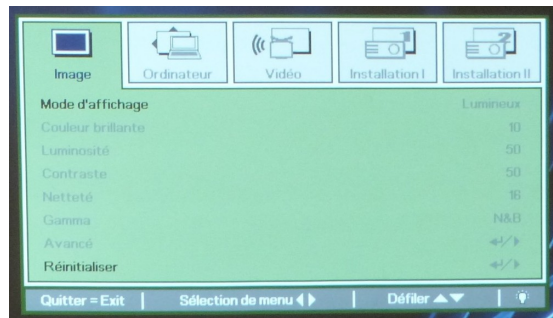 Image Ordinateur Vidéo Installation I Installation II
Mode d'affichage Lumineux
Couleur brillante 10
Luminosité 50
Contraste 50
Netteté 16
Gamma N&B
Avancé
Réinitialiser
Quitter = Exit Sélection de menu Défiler